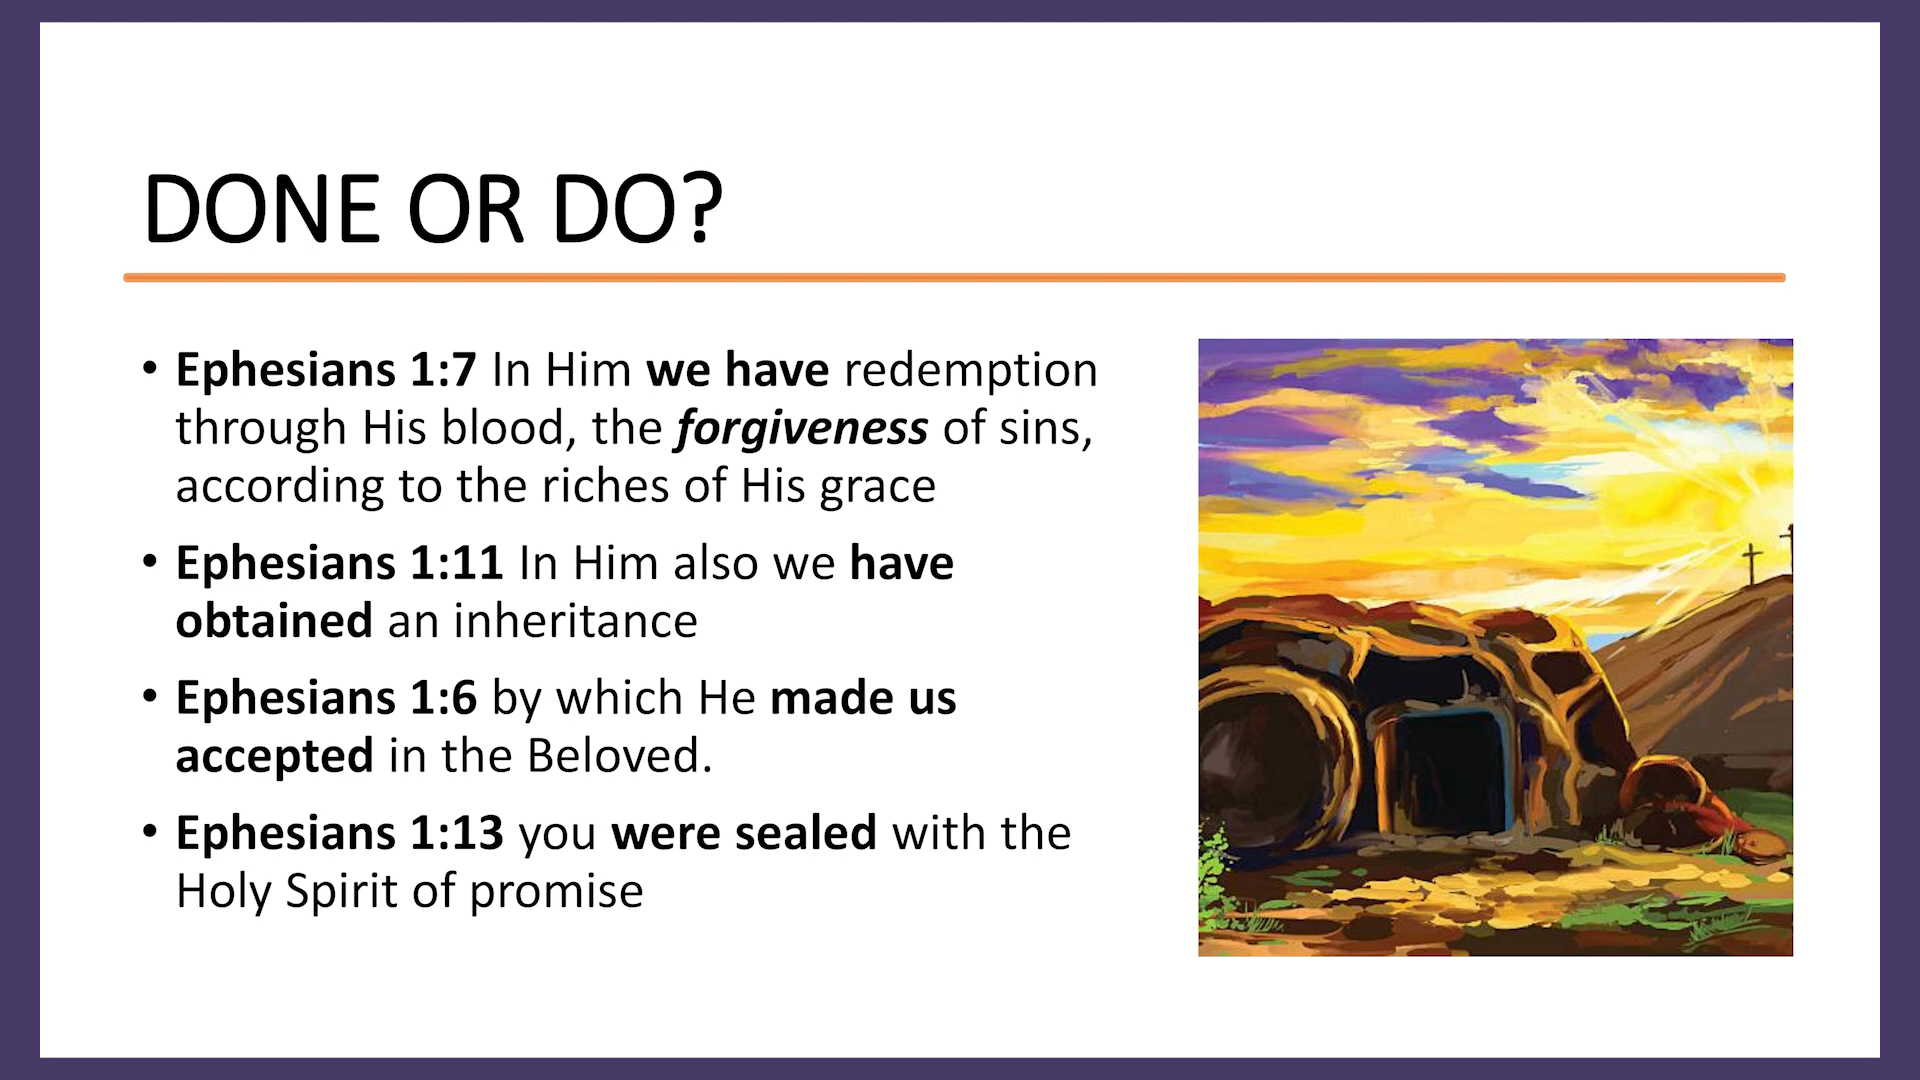 DONE OR DO?
• Ephesians 1:7 In Him we have redemption
through His blood, the forgiveness of sins,
according to the riches of His grace
• Ephesians 1:11 In Him also we have
obtained an inheritance
• Ephesians 1:6 by which He made us
accepted in the Beloved.
• Ephesians 1:13 you were sealed with the
Holy Spirit of promise